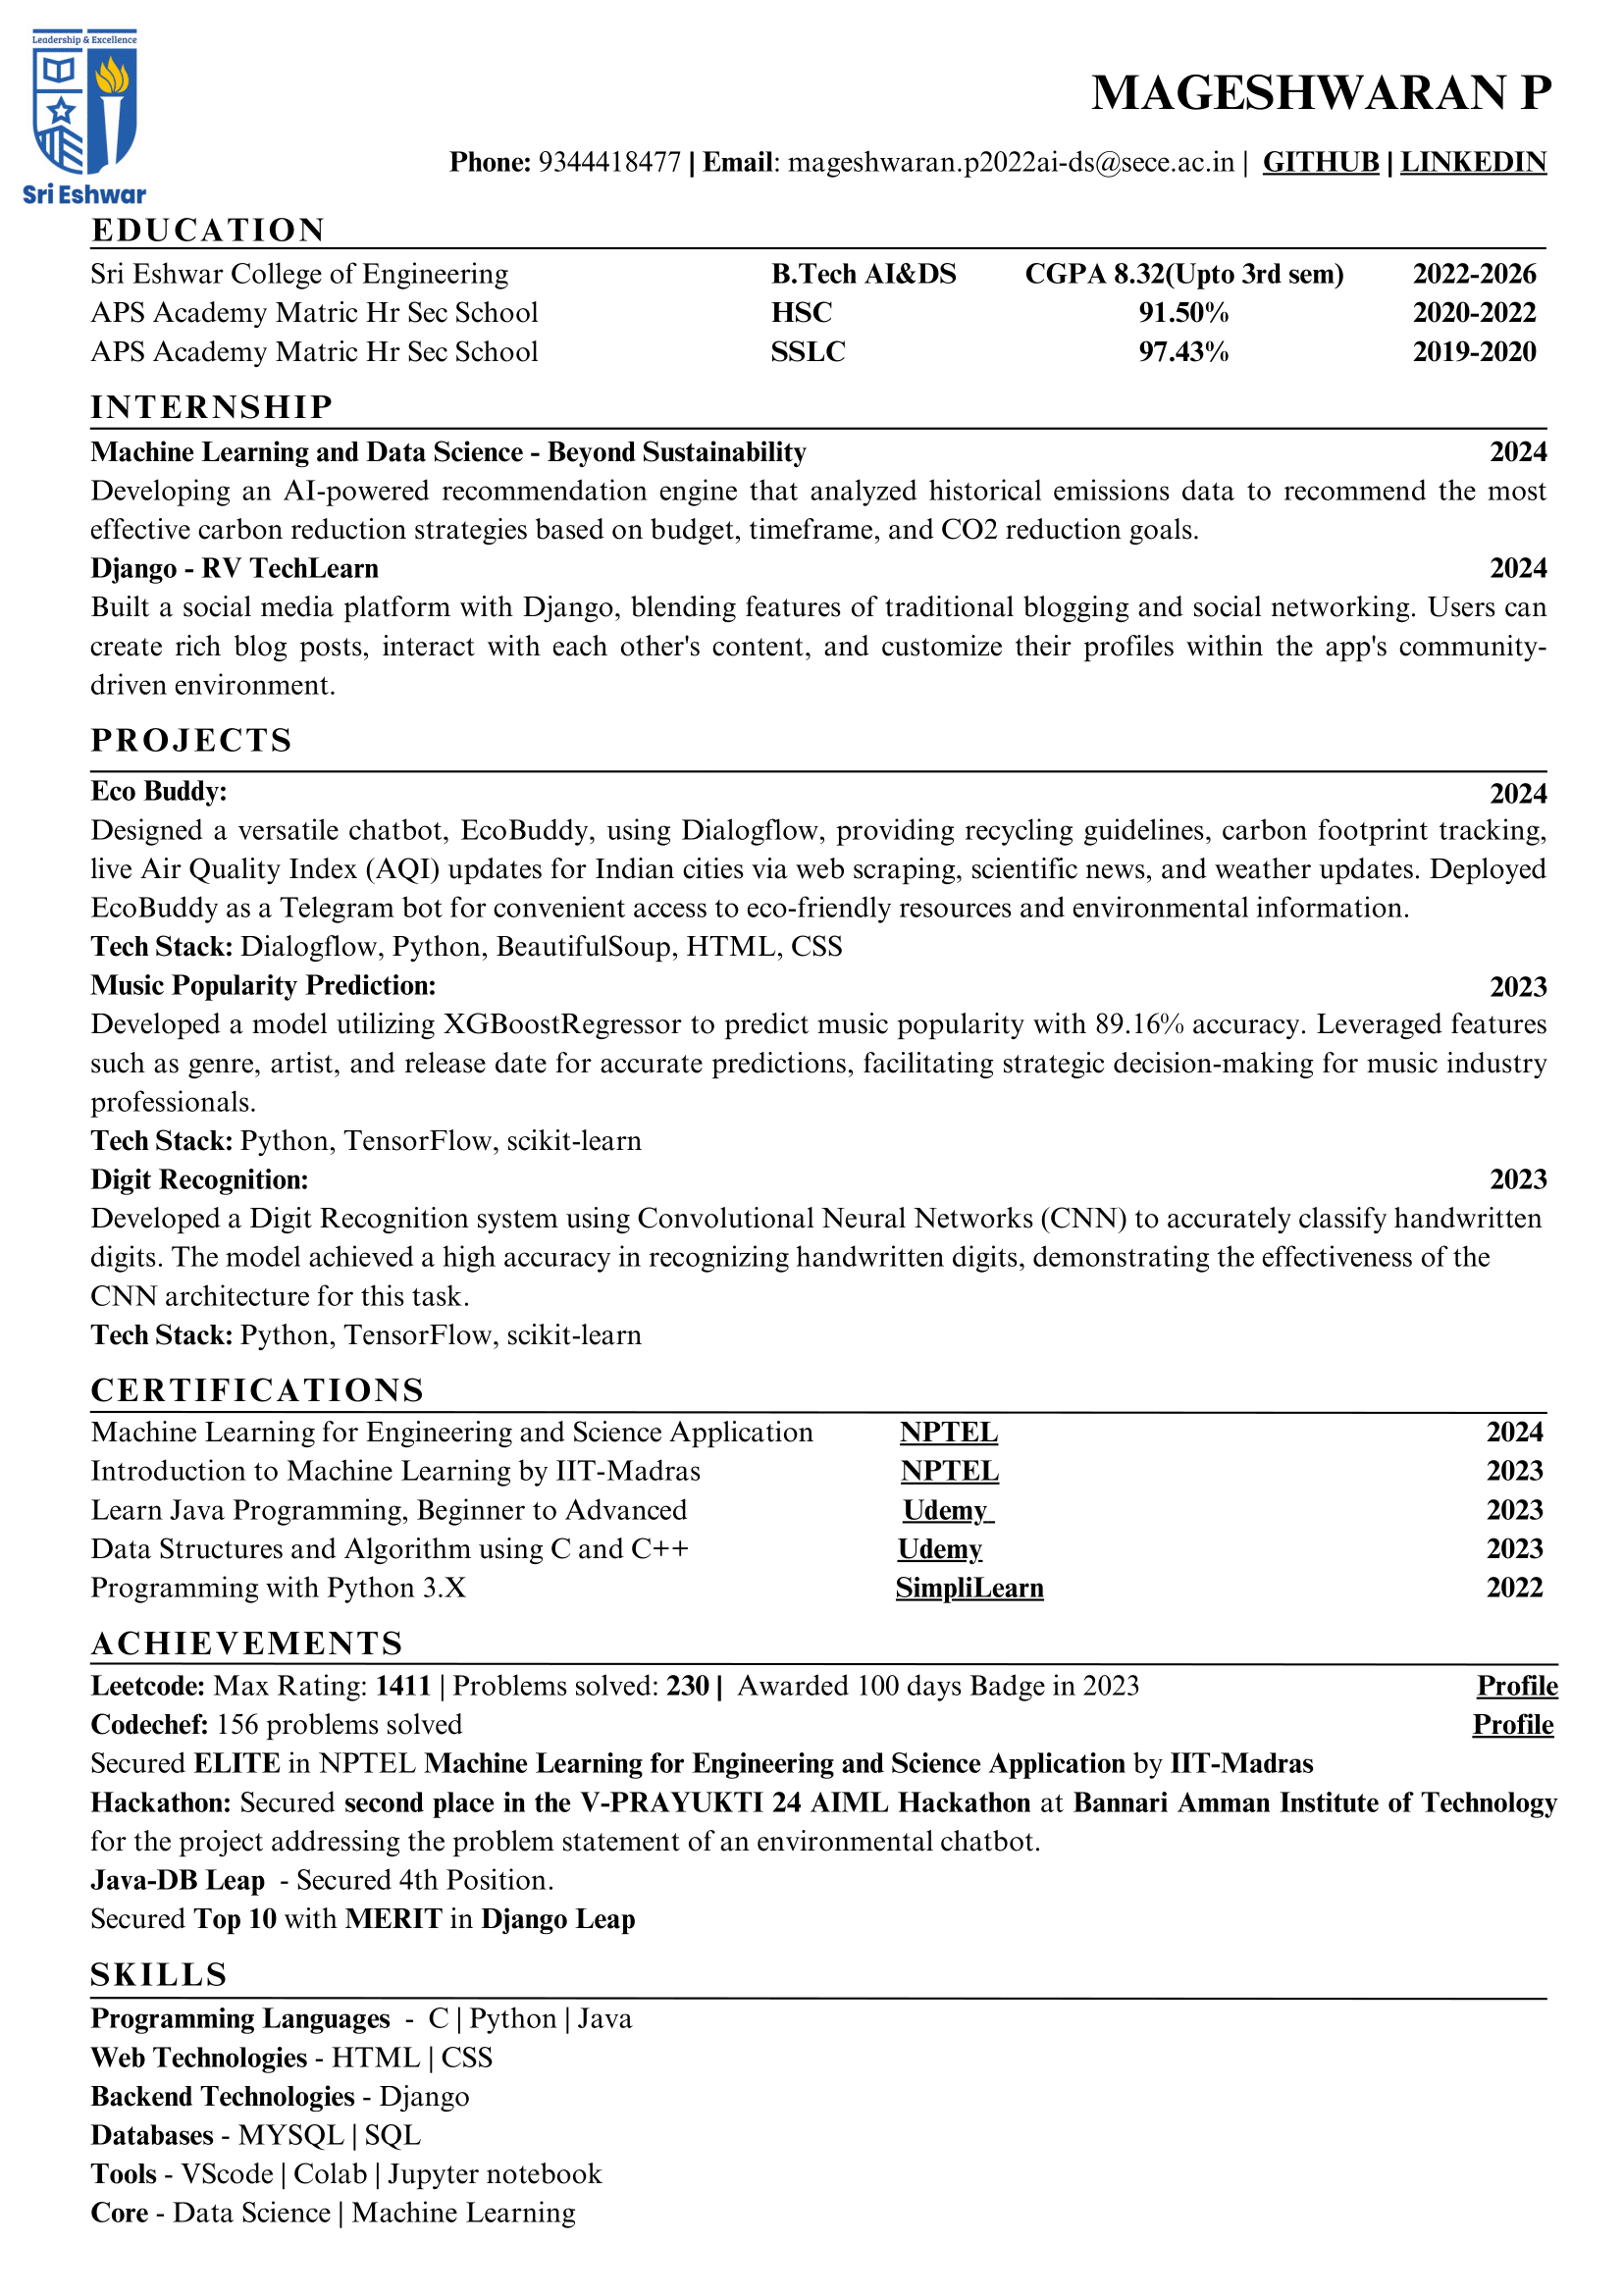 Leadership & Excellence
Sri Eshwar
MAGESHWARAN P
Phone: 9344418477 | Email: mageshwaran.p2022ai-ds@sece.ac.in | GITHUB | LINKEDIN
EDUCATION
Sri Eshwar College of Engineering B.Tech AI&DS CGPA 8.32(Upto 3rd sem) 2022-2026
APS Academy Matric Hr Sec School HSC 91.50% 2020-2022
APS Academy Matric Hr Sec School SSLC 97.43% 2019-2020
INTERNSHIP
Machine Learning and Data Science - Beyond Sustainability 2024
Developing an AI-powered recommendation engine that analyzed historical emissions data to recommend the most
effective carbon reduction strategies based on budget, timeframe, and CO2 reduction goals.
Django - RV TechLearn 2024
Built a social media platform with Django, blending features of traditional blogging and social networking. Users can
create rich blog posts, interact with each other's content, and customize their profiles within the app's community-
driven environment.
PROJECTS
Eco Buddy: 2024
Designed a versatile chatbot, EcoBuddy, using Dialogflow, providing recycling guidelines, carbon footprint tracking,
live Air Quality Index (AQI) updates for Indian cities via web scraping, scientific news, and weather updates. Deployed
EcoBuddy as a Telegram bot for convenient access to eco-friendly resources and environmental information.
Tech Stack: Dialogflow, Python, BeautifulSoup, HTML, CSS
Music Popularity Prediction: 2023
Developed a model utilizing XGBoostRegressor to predict music popularity with 89.16% accuracy. Leveraged features
such as genre, artist, and release date for accurate predictions, facilitating strategic decision-making for music industry
professionals.
Tech Stack: Python, TensorFlow, scikit-learn
Digit Recognition: 2023
Developed a Digit Recognition system using Convolutional Neural Networks (CNN) to accurately classify handwritten
digits. The model achieved a high accuracy in recognizing handwritten digits, demonstrating the effectiveness of the
CNN architecture for this task.
Tech Stack: Python, TensorFlow, scikit-learn
CERTIFICATIONS
Machine Learning for Engineering and Science Application NPTEL 2024
Introduction to Machine Learning by IIT-Madras NPTEL 2023
Learn Java Programming, Beginner to Advanced Udemy 2023
Data Structures and Algorithm using C and C++ Udemy 2023
Programming with Python 3.X SimpliLearn 2022
ACHIEVEMENTS
Leetcode: Max Rating: 1411 | Problems solved: 230 | Awarded 100 days Badge in 2023 Profile
Codechef: 156 problems solved Profile
Secured ELITE in NPTEL Machine Learning for Engineering and Science Application by IIT-Madras
Hackathon: Secured second place in the V-PRAYUKTI 24 AIML Hackathon at Bannari Amman Institute of Technology
for the project addressing the problem statement of an environmental chatbot.
Java-DB Leap - Secured 4th Position.
Secured Top 10 with MERIT in Django Leap
SKILLS
Programming Languages - C | Python | Java
Web Technologies - HTML | CSS
Backend Technologies - Django
Databases - MYSQL | SQL
Tools - VScode | Colab | Jupyter notebook
Core - Data Science | Machine Learning